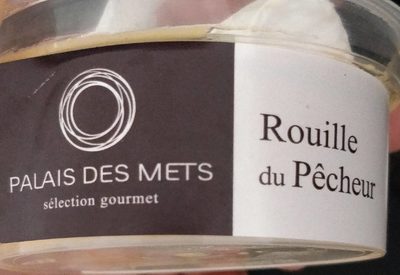 PALAIS DES METS
sélection gourmet
Rouille
du Pêcheur